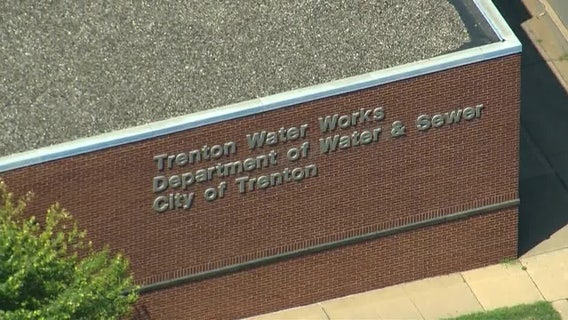 Trenton Water Works
Department of Water & Sewer
City of Trenton